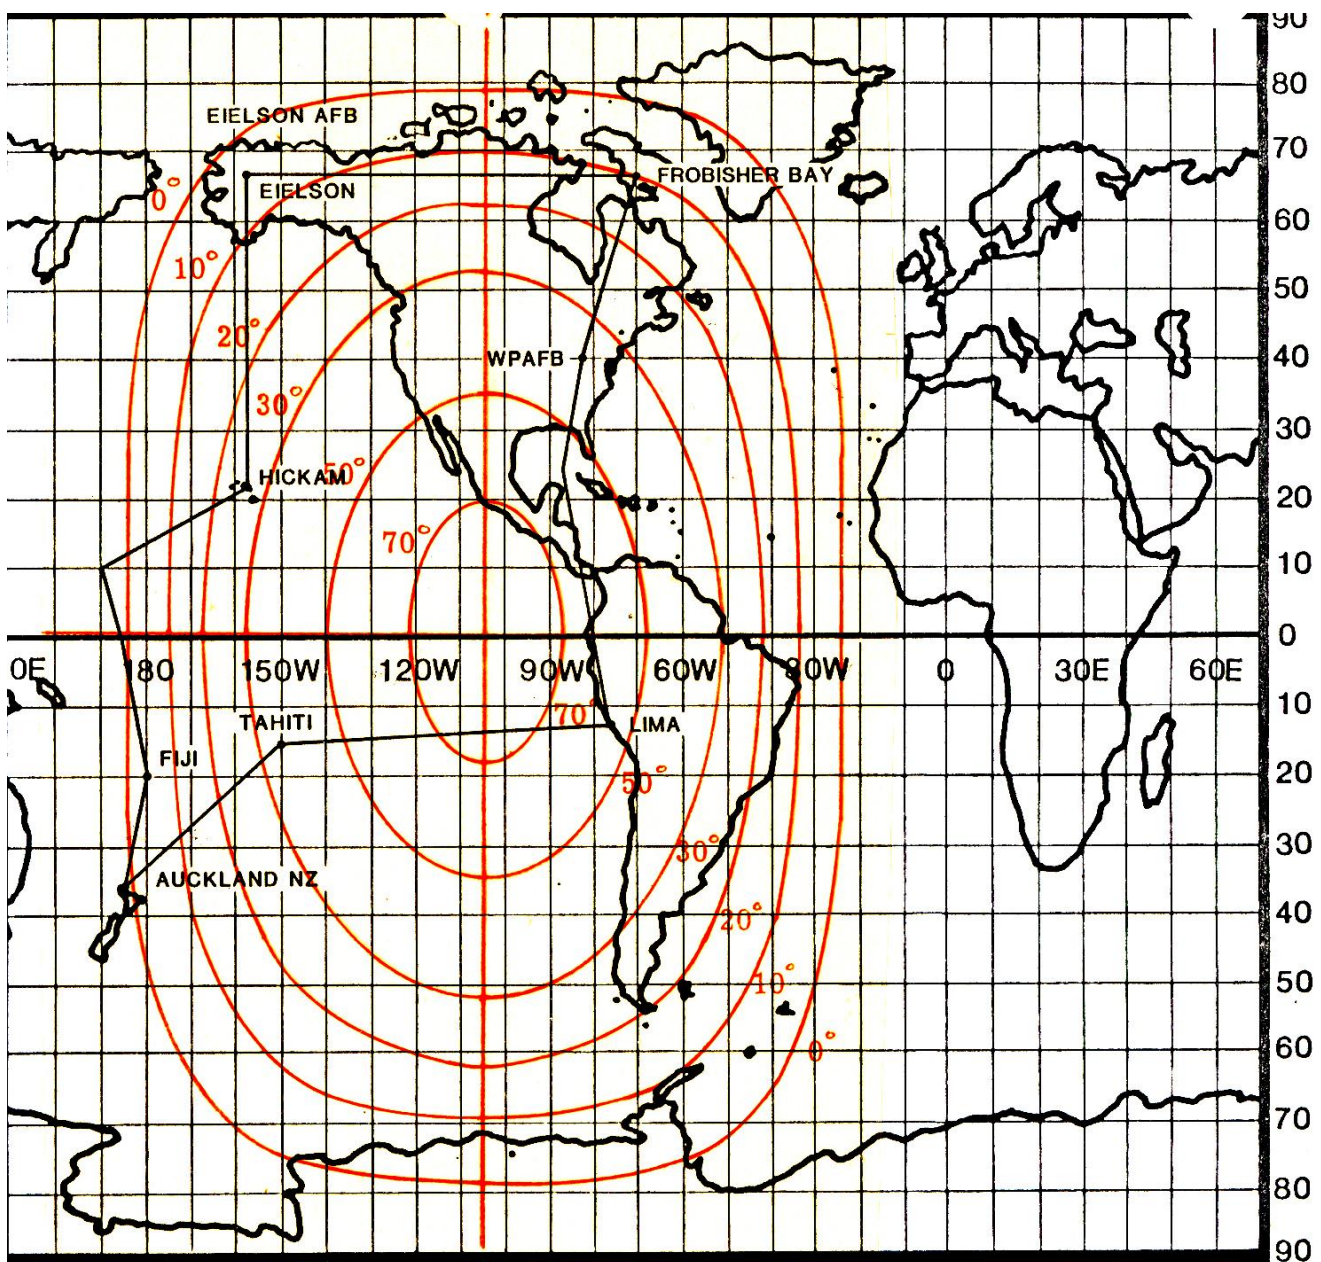 90
80
EIELSON AFB
70
FROBISHER BAY
0°
EIELSON
60
10°
50
20°
WPAFB
40
30°
30
50°
HICKAM
20
70°
10
0
0E
180
150W
120W
90W
60W
30W
0
30E
60E
70°
10
TAHITI
LIMA
FIJI
50°
20
30°
30
AUCKLAND NZ
20°
40
10°
50
0°
60
70
80
90